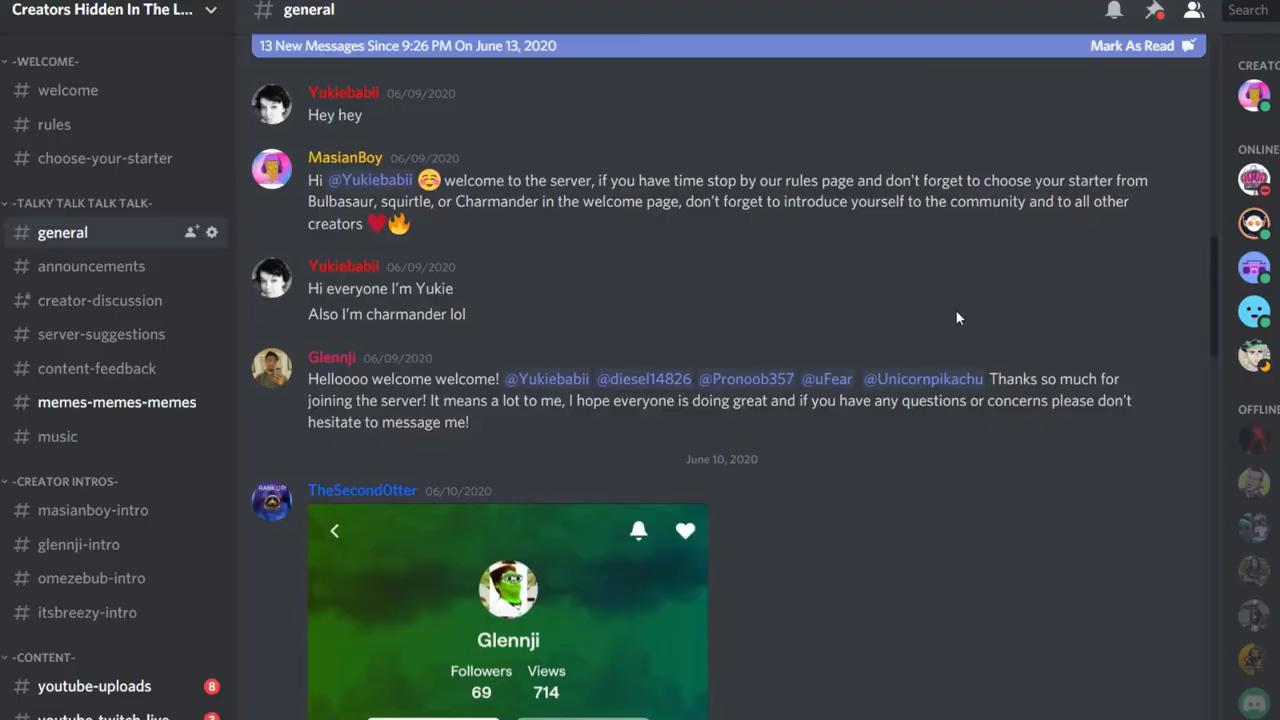 Creators Hidden In The L...
-WELCOME-
# welcome
# rules
# choose-your-starter
-TALKY TALK TALK TALK-
# general
# announcements
# creator-discussion
# server-suggestions
# content-feedback
# memes-memes-memes
# music
-CREATOR INTROS-
# masianboy-intro
# glennji-intro
# omezebub-intro
# itsbreezy-intro
-CONTENT-
# youtube-uploads 8
# youtube-twitch-live
# general
Search
13 New Messages Since 9:26 PM On June 13, 2020
Mark As Read
Yukiebabii 06/09/2020
Hey hey
MasianBoy 06/09/2020
Hi @Yukiebabii ☺️ welcome to the server, if you have time stop by our rules page and don't forget to choose your starter from
Bulbasaur, squirtle, or Charmander in the welcome page, don't forget to introduce yourself to the community and to all other
creators ❤️🔥
Yukiebabii 06/09/2020
Hi everyone I'm Yukie
Also I'm charmander lol
Glennji 06/09/2020
Helloooo welcome welcome! @Yukiebabii @diesel14826 @Pronoob357 @uFear @Unicornpikachu Thanks so much for
joining the server! It means a lot to me, I hope everyone is doing great and if you have any questions or concerns please don't
hesitate to message me!
June 10, 2020
TheSecondOtter 06/10/2020
RANK UP
Glennji
Followers Views
69 714
CREATO
ONLINE
OFFLINE